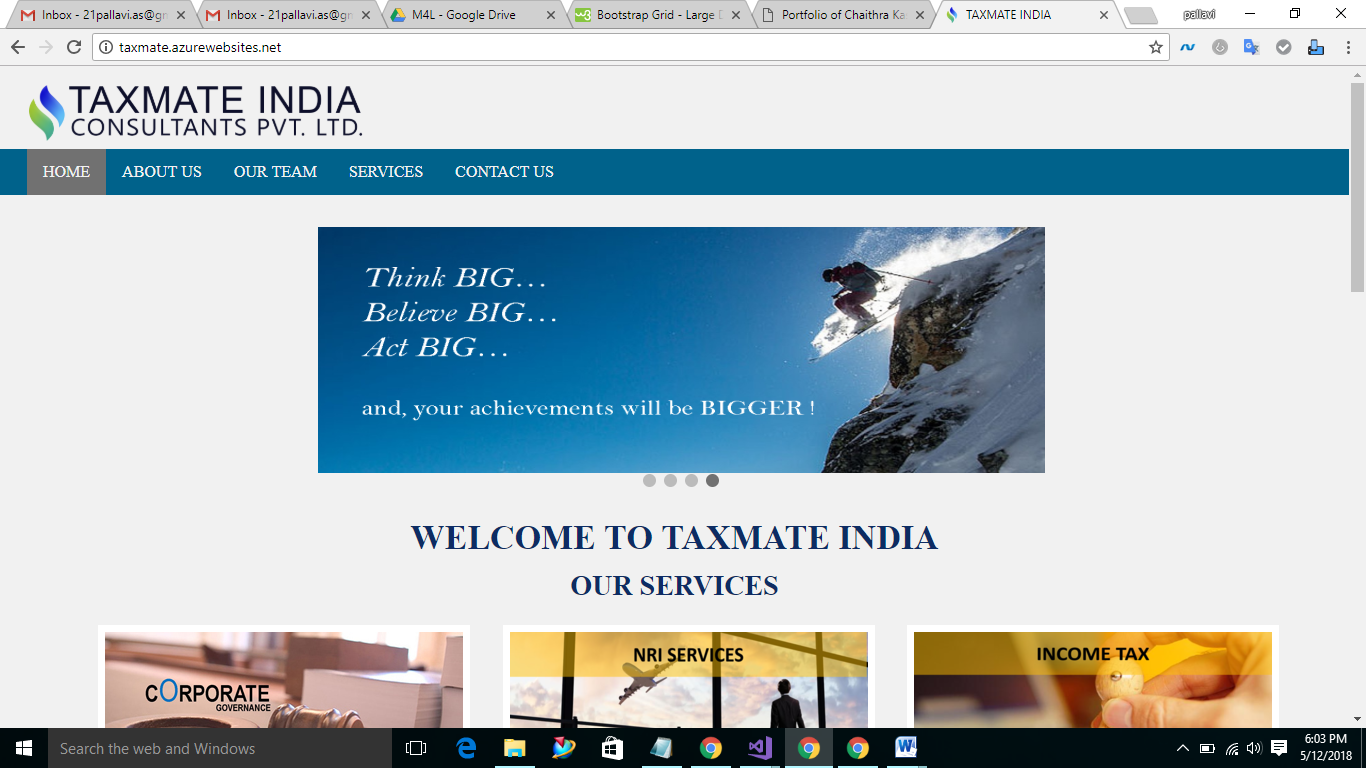 Inbox - 21pallavi.as@gm
Inbox - 21pallavi.as@gm
M4L - Google Drive
Bootstrap Grid - Large D
Portfolio of Chaithra Ka
TAXMATE INDIA
pallavi
taxmate.azurewebsites.net
TAXMATE INDIA
CONSULTANTS PVT. LTD.
HOME
ABOUT US
OUR TEAM
SERVICES
CONTACT US
Think BIG...
Believe BIG...
Act BIG...
and, your achievements will be BIGGER !
WELCOME TO TAXMATE INDIA
OUR SERVICES
CORPORATE
GOVERNANCE
NRI SERVICES
INCOME TAX
Search the web and Windows
6:03 PM
5/12/2018